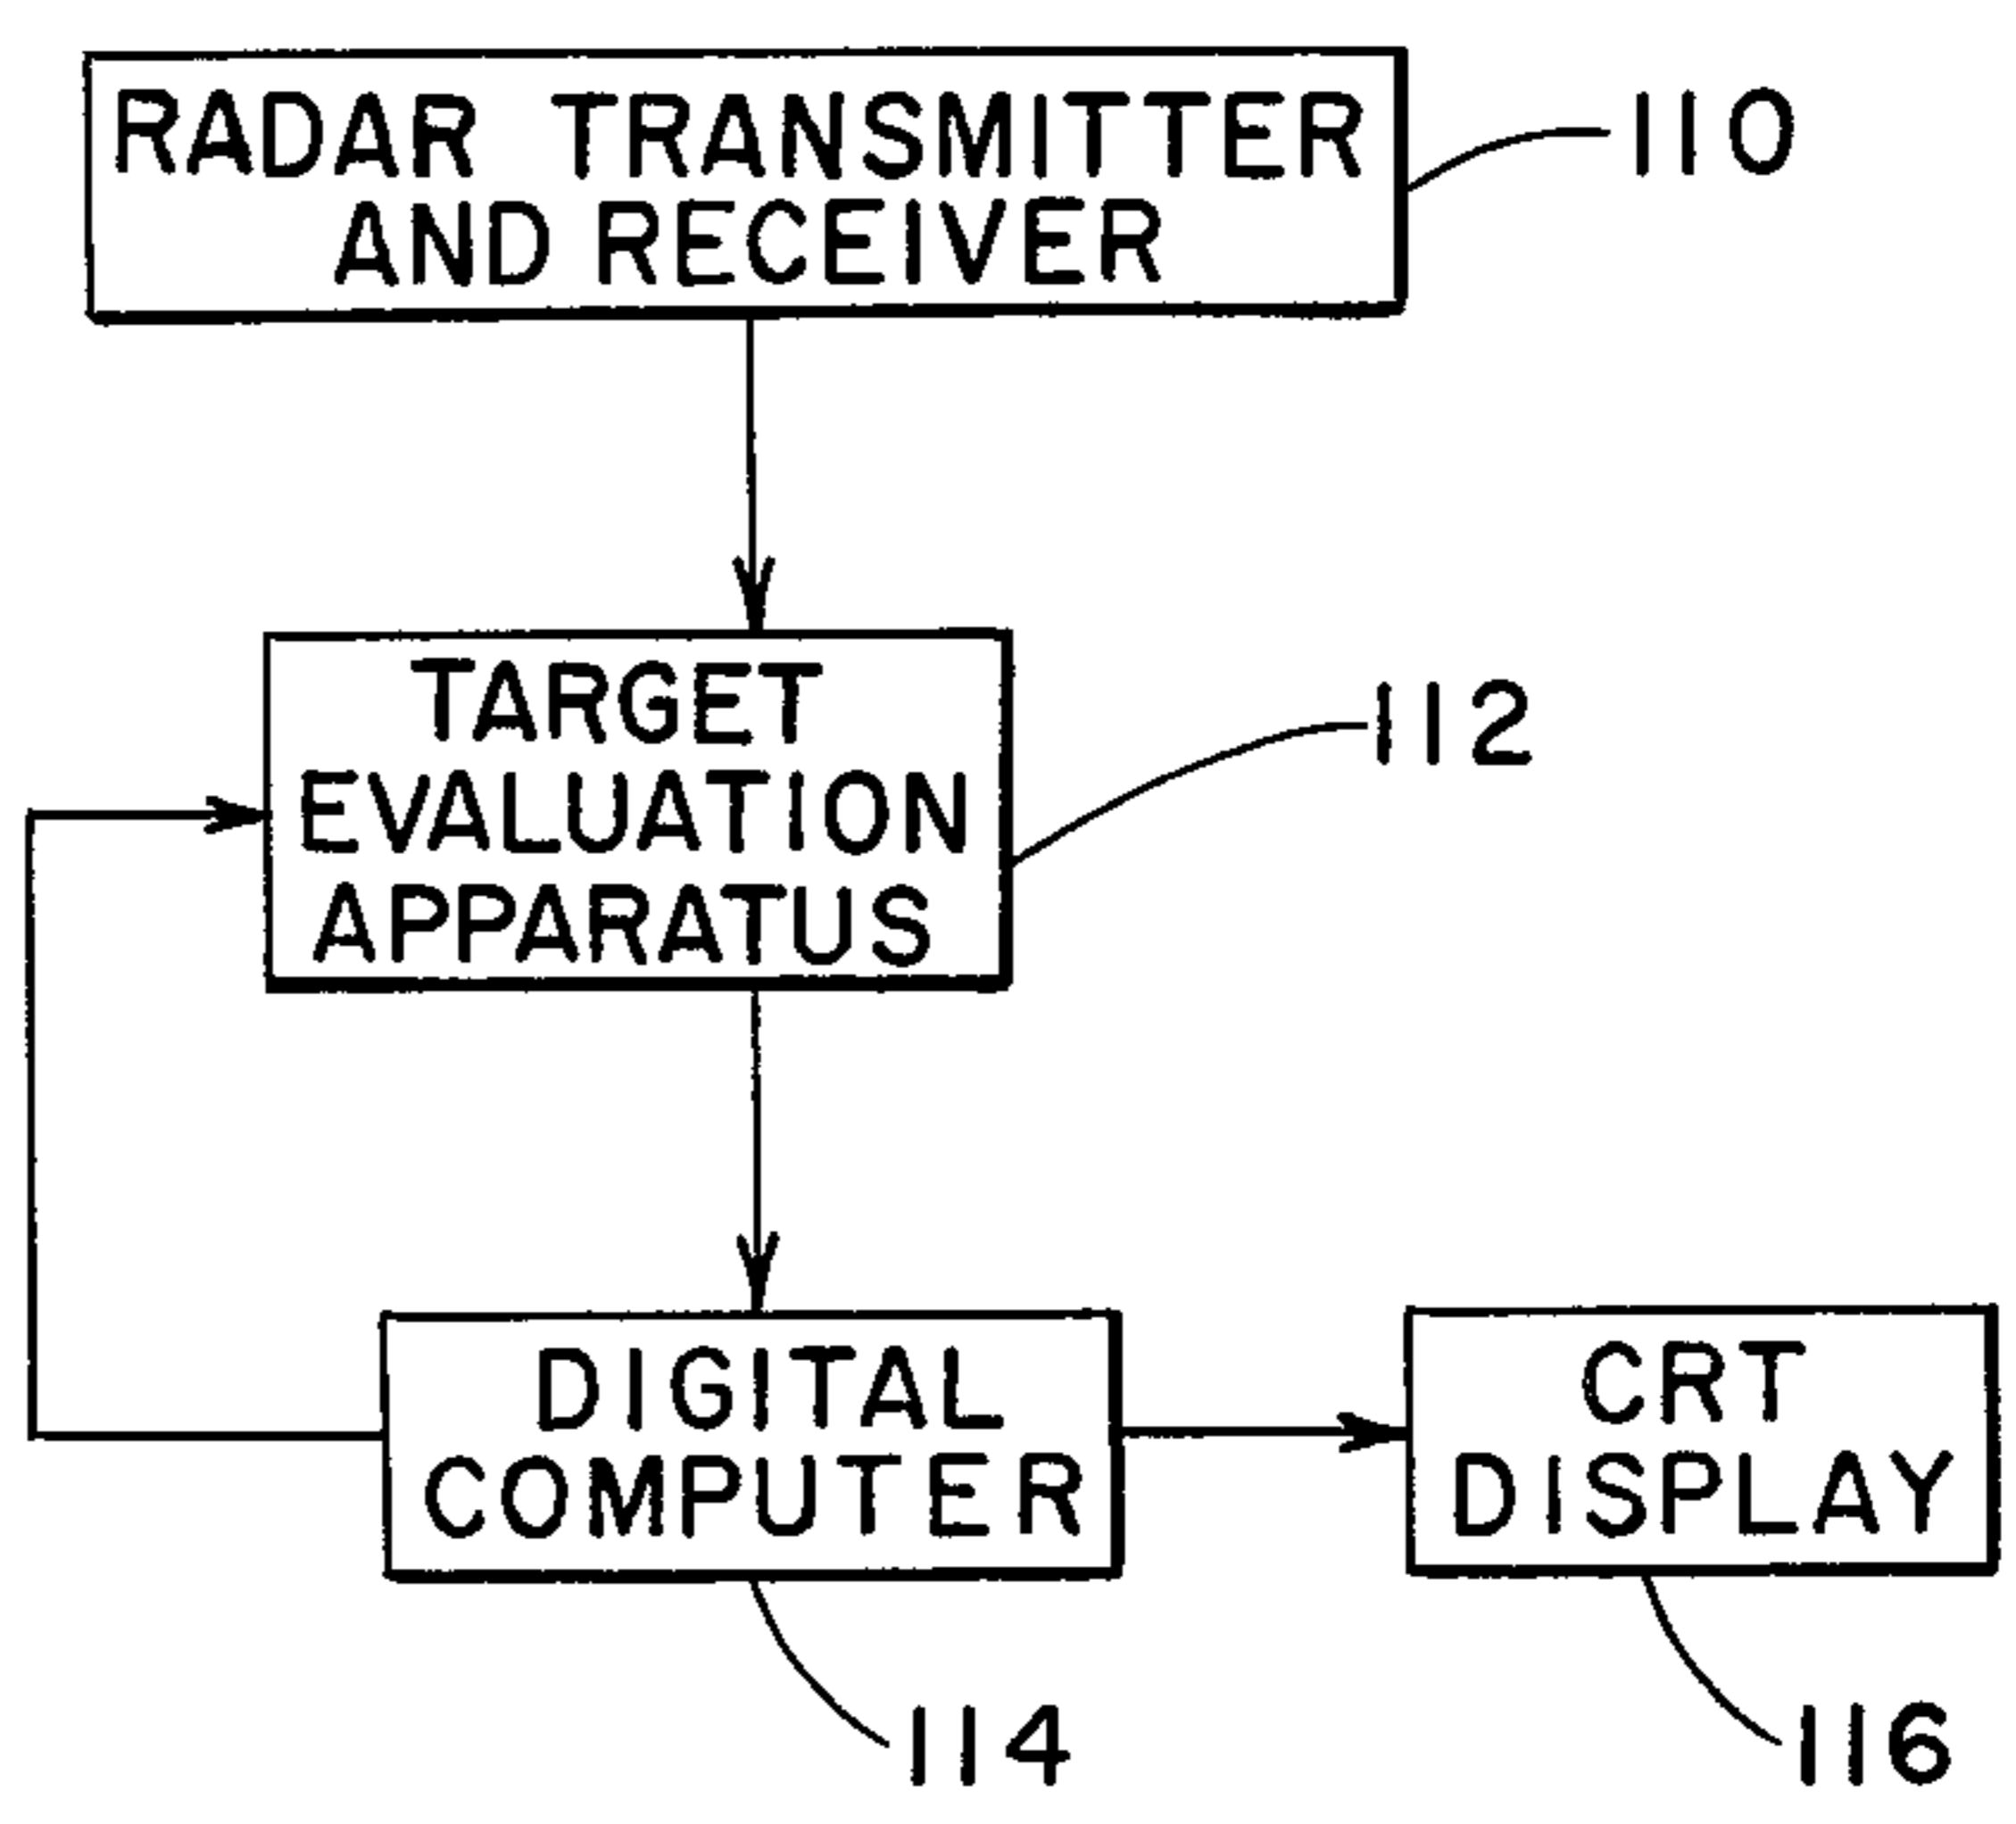 RADAR TRANSMITTER
AND RECEIVER
110
TARGET
EVALUATION
APPARATUS
112
DIGITAL
COMPUTER
114
CRT
DISPLAY
116